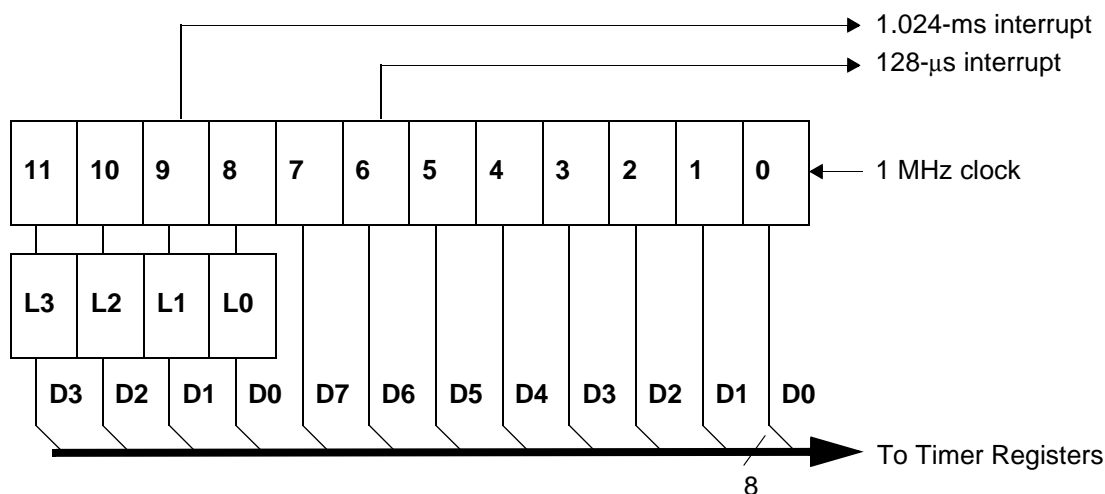 1.024-ms interrupt
128-μs interrupt
11 10 9 8 7 6 5 4 3 2 1 0
1 MHz clock
L3 L2 L1 L0
D3 D2 D1 D0 D7 D6 D5 D4 D3 D2 D1 D0
To Timer Registers
8